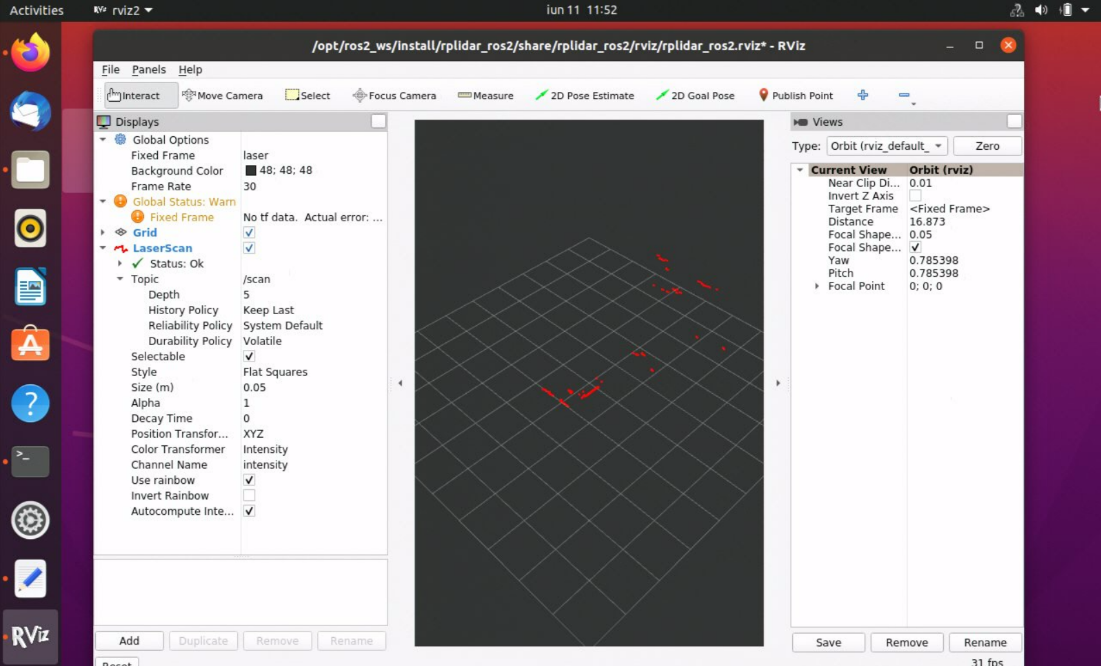 Activities rviz2 iun 11 11:52
/opt/ros2_ws/install/rplidar_ros2/share/rplidar_ros2/rviz/rplidar_ros2.rviz* - RViz
File Panels Help
Interact Move Camera Select Focus Camera Measure 2D Pose Estimate 2D Goal Pose Publish Point
Displays
Global Options
Fixed Frame laser
Background Color 48; 48; 48
Frame Rate 30
Global Status: Warn
Fixed Frame No tf data. Actual error: ...
Grid
LaserScan
Status: Ok
Topic /scan
Depth 5
History Policy Keep Last
Reliability Policy System Default
Durability Policy Volatile
Selectable
Style Flat Squares
Size (m) 0.05
Alpha 1
Decay Time 0
Position Transfor... XYZ
Color Transformer Intensity
Channel Name intensity
Use rainbow
Invert Rainbow
Autocompute Inte...
Add Duplicate Remove Rename
Reset
Views
Type: Orbit (rviz_default_ Zero
Current View Orbit (rviz)
Near Clip Di... 0.01
Invert Z Axis
Target Frame <Fixed Frame>
Distance 16.873
Focal Shape... 0.05
Focal Shape...
Yaw 0.785398
Pitch 0.785398
Focal Point 0; 0; 0
Save Remove Rename
31 fps
RViz